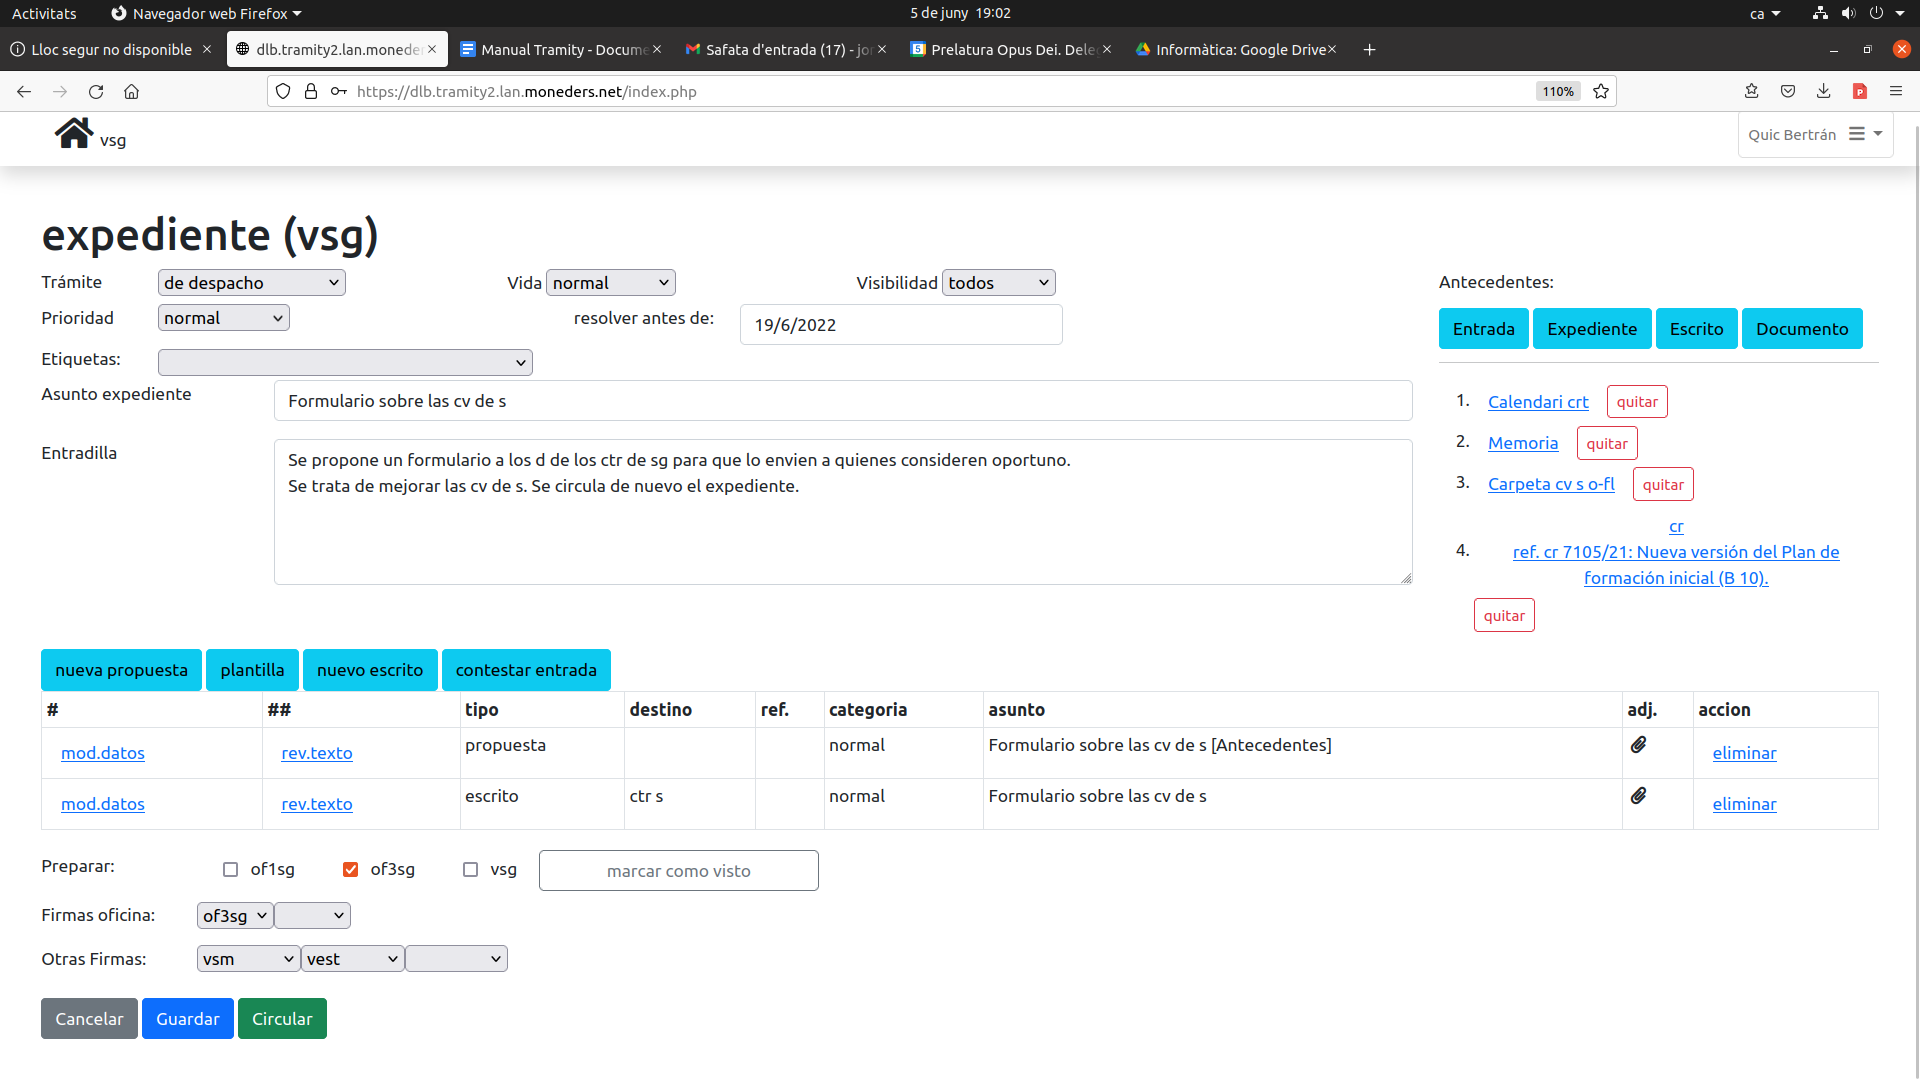 Activitats Navegador web Firefox 5 de juny 19:02 ca
Lloc segur no disponible dlb.tramity2.lan.moneders Manual Tramity - Docume Safata d'entrada (17) - jor Prelatura Opus Dei. Dele Informàtica: Google Drive
https://dlb.tramity2.lan.moneders.net/index.php 110%
vsg Quic Bertrán
expediente (vsg)
Trámite de despacho Vida normal Visibilidad todos Antecedentes:
Prioridad normal resolver antes de: 19/6/2022
Entrada Expediente Escrito Documento
Etiquetas:
Asunto expediente Formulario sobre las cv de s
1. Calendari crt quitar
2. Memoria quitar
3. Carpeta cv s o-fl quitar
4. cr
ref. cr 7105/21: Nueva versión del Plan de
formación inicial (B 10).
quitar
Entradilla
Se propone un formulario a los d de los ctr de sg para que lo envien a quienes consideren oportuno.
Se trata de mejorar las cv de s. Se circula de nuevo el expediente.
nueva propuesta plantilla nuevo escrito contestar entrada
# ## tipo destino ref. categoria asunto adj. accion
mod.datos rev.texto propuesta normal Formulario sobre las cv de s [Antecedentes] eliminar
mod.datos rev.texto escrito ctr s normal Formulario sobre las cv de s eliminar
Preparar: of1sg of3sg vsg marcar como visto
Firmas oficina: of3sg
Otras Firmas: vsm vest
Cancelar Guardar Circular